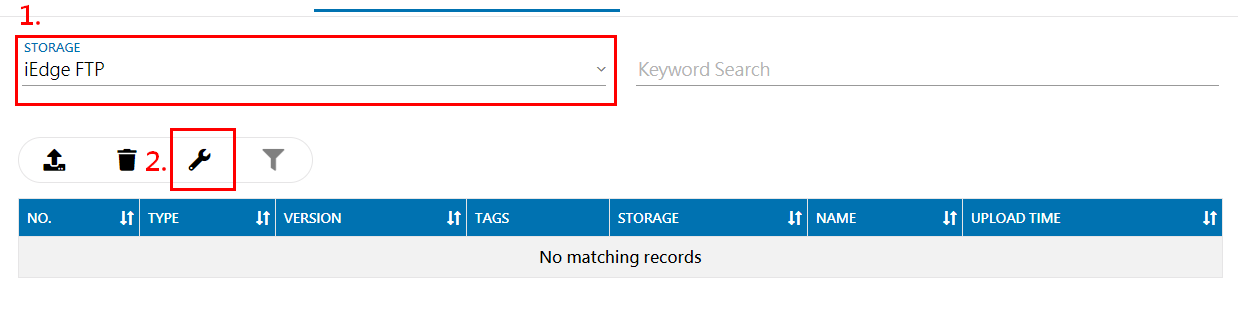 1.
STORAGE
iEdge FTP
Keyword Search
2.
NO. TYPE VERSION TAGS STORAGE NAME UPLOAD TIME
No matching records